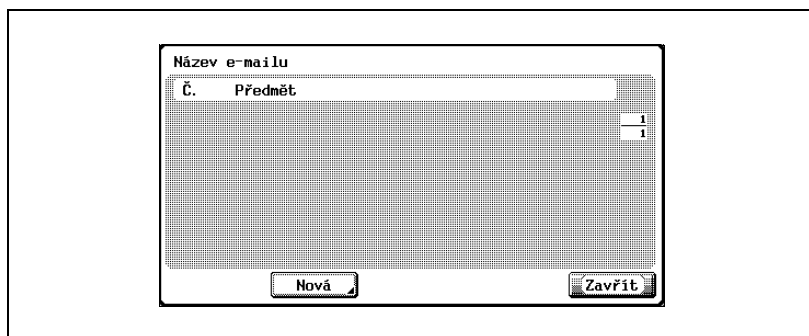 Název e-mailu
Č. Předmět
1
1
Nová
Zavřít